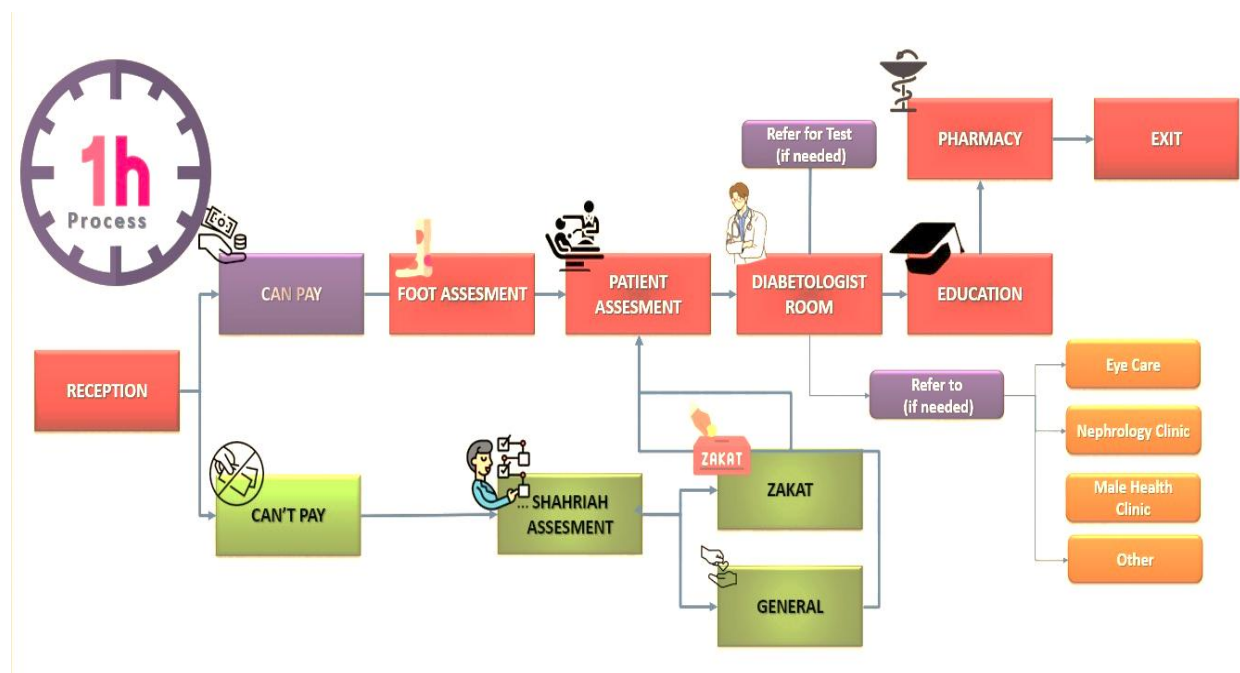 1h
Process
RECEPTION
CAN PAY
FOOT ASSESMENT
PATIENT
ASSESMENT
Refer for Test
(if needed)
DIABETOLOGIST
ROOM
EDUCATION
PHARMACY
EXIT
Refer to
(if needed)
Eye Care
Nephrology Clinic
Male Health
Clinic
Other
CAN'T PAY
... SHAHRIAH
ASSESMENT
ZAKAT
ZAKAT
GENERAL